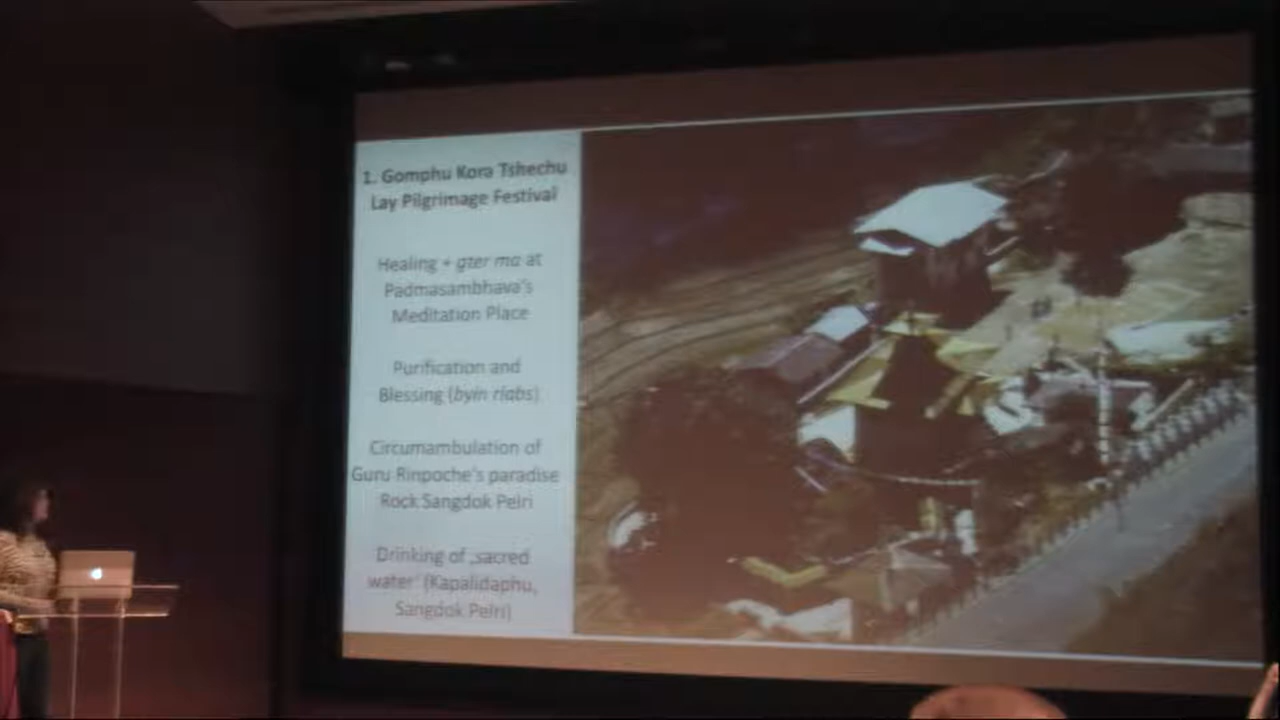 1. Gomphu Kora Tshechu
Lay Pilgrimage Festival
Healing + gter ma at
Padmasambhava's
Meditation Place
Purification and
Blessing (byin rlabs)
Circumambulation of
Guru Rinpoche's paradise
Rock Sangdok Pelri
Drinking of ‚sacred
water' (Kapalidaphu,
Sangdok Pelri)